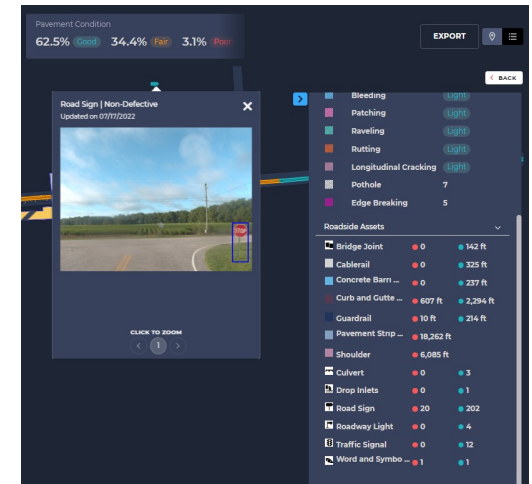 Pavement Condition
62.5% Good 34.4% Fair 3.1% Poor
EXPORT
BACK
Road Sign | Non-Defective
Updated on 07/17/2022
STOP
CLICK TO ZOOM
1
Bleeding Light
Patching Light
Raveling Light
Rutting Light
Longitudinal Cracking Light
Pothole 7
Edge Breaking 5
Roadside Assets
Bridge Joint 0 142 ft
Cablerail 0 325 ft
Concrete Barri ... 0 237 ft
Curb and Gutte ... 607 ft 2,294 ft
Guardrail 10 ft 214 ft
Pavement Strip ... 18,262 ft
Shoulder 6,085 ft
Culvert 0 3
Drop Inlets 0 1
Road Sign 20 202
Roadway Light 0 4
Traffic Signal 0 12
Word and Symbo ... 1 1